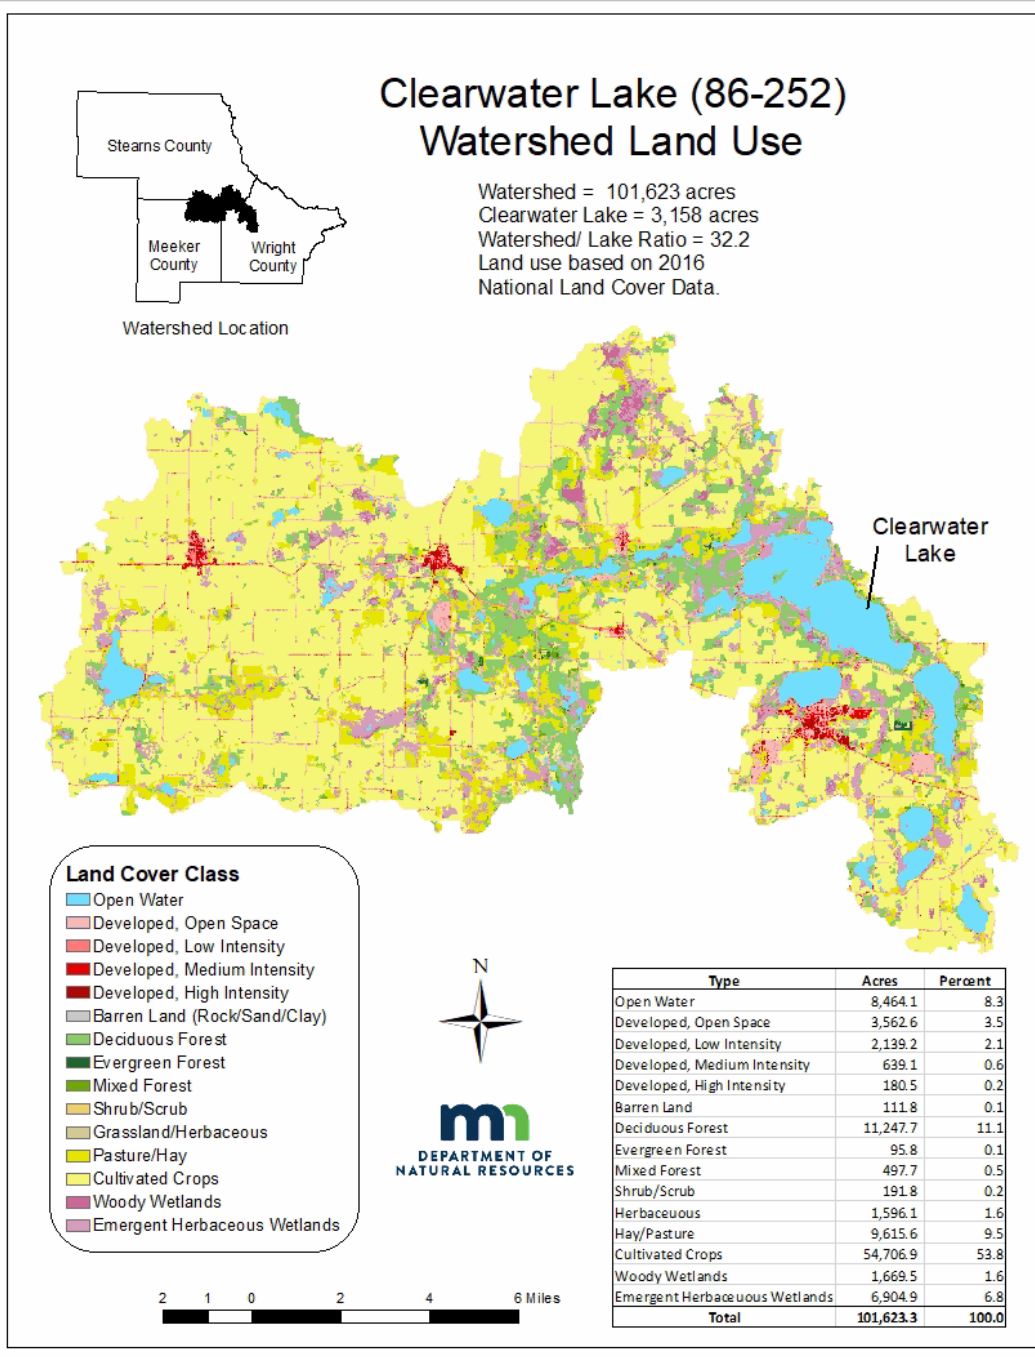 Clearwater Lake (86-252)
Watershed Land Use
Watershed =  101,623 acres
Clearwater Lake = 3,158 acres
Watershed/ Lake Ratio = 32.2
Land use based on 2016
National Land Cover Data.
Stearns County
Meeker
County
Wright
County
Watershed Location
Clearwater
Lake
Land Cover Class
Open Water
Developed, Open Space
Developed, Low Intensity
Developed, Medium Intensity
Developed, High Intensity
Barren Land (Rock/Sand/Clay)
Deciduous Forest
Evergreen Forest
Mixed Forest
Shrub/Scrub
Grassland/Herbaceous
Pasture/Hay
Cultivated Crops
Woody Wetlands
Emergent Herbaceous Wetlands
N
mn
DEPARTMENT OF
NATURAL RESOURCES
Type Acres Percent
Open Water 8,464.1 8.3
Developed, Open Space 3,562.6 3.5
Developed, Low Intensity 2,139.2 2.1
Developed, Medium Intensity 639.1 0.6
Developed, High Intensity 180.5 0.2
Barren Land 111.8 0.1
Deciduous Forest 11,247.7 11.1
Evergreen Forest 95.8 0.1
Mixed Forest 497.7 0.5
Shrub/Scrub 191.8 0.2
Herbaceuous 1,596.1 1.6
Hay/Pasture 9,615.6 9.5
Cultivated Crops 54,706.9 53.8
Woody Wetlands 1,669.5 1.6
Emergent Herbaceuous Wetlands 6,904.9 6.8
Total 101,623.3 100.0
2 1 0 2 4 6 Miles